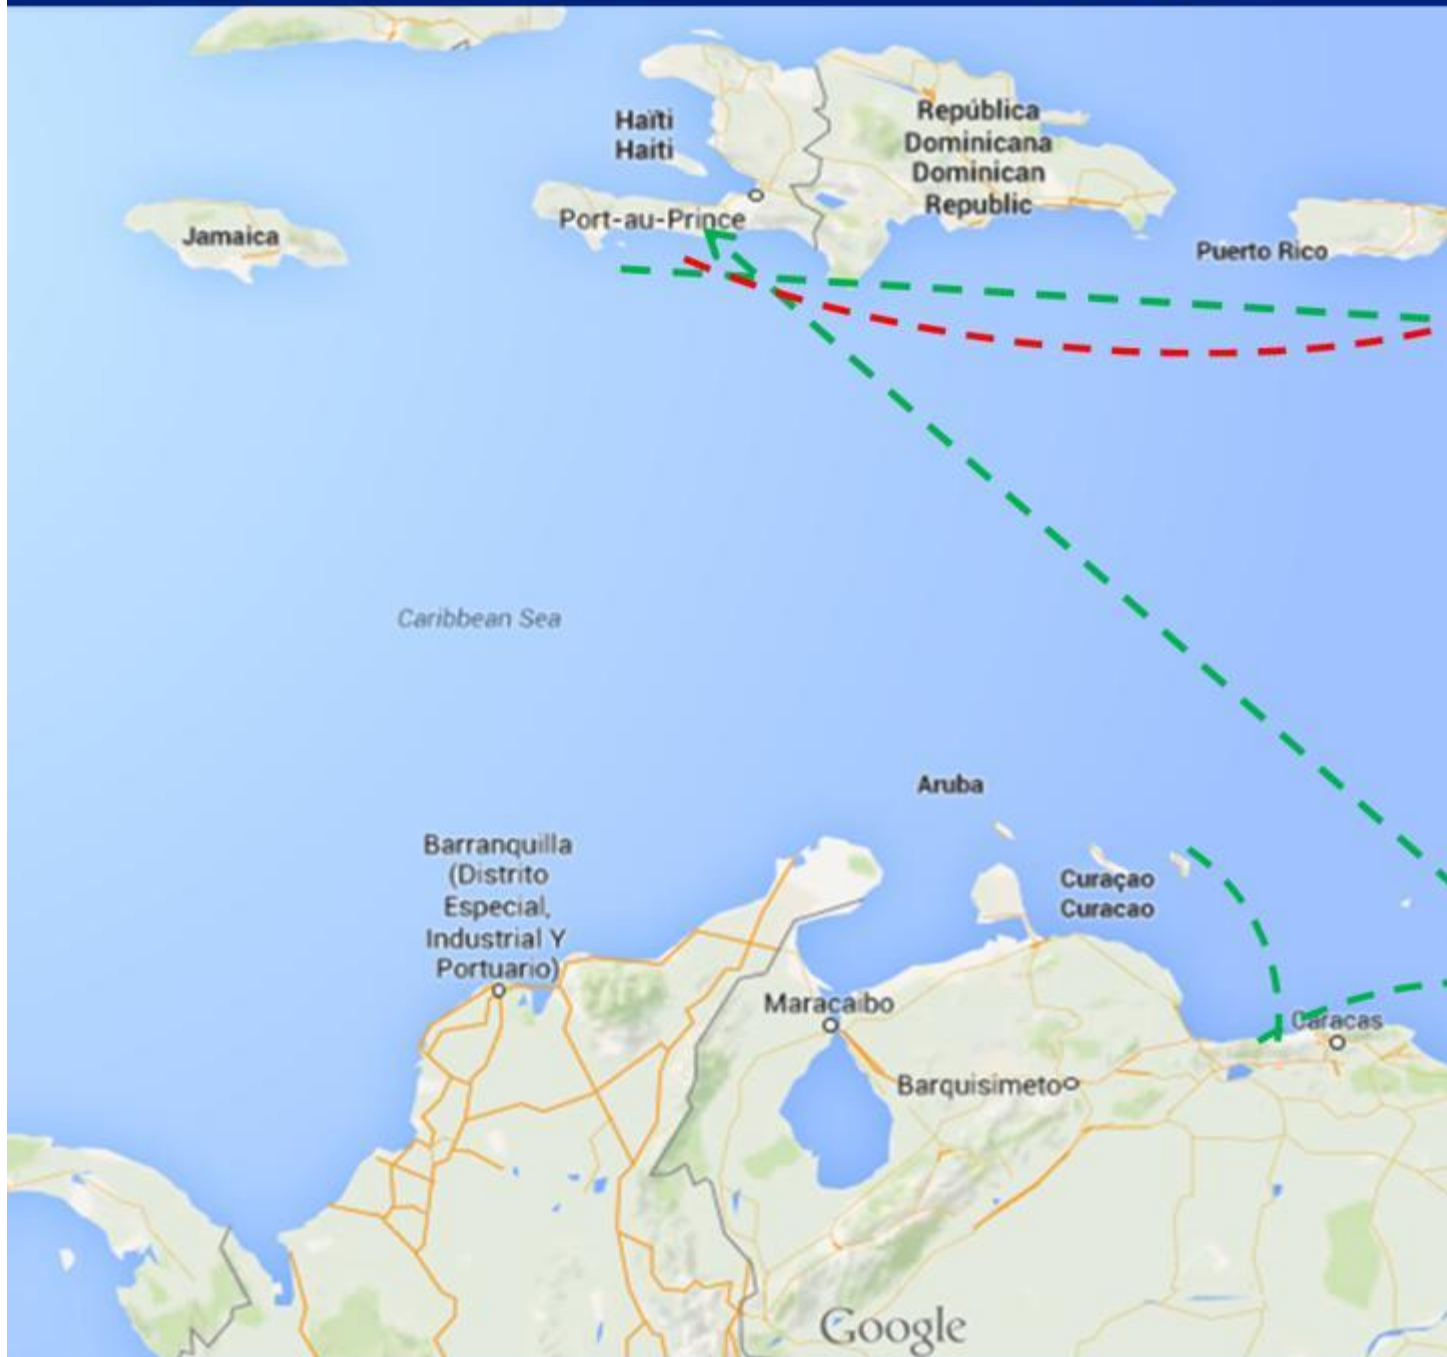 Haïti
Haiti
República
Dominicana
Dominican
Republic
Port-au-Prince
Jamaica
Puerto Rico
Caribbean Sea
Aruba
Barranquilla
(Distrito
Especial,
Industrial Y
Portuario)
Curaçao
Curacao
Maracaibo
Caracas
Barquisimeto
Google